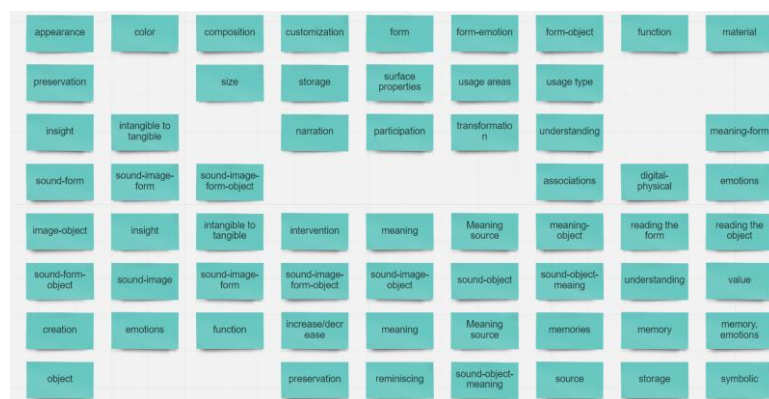 appearance
color
composition
customization
form
form-emotion
form-object
function
material
preservation
size
storage
surface
properties
usage areas
usage type
insight
intangible to
tangible
narration
participation
transformatio
n
understanding
meaning-form
sound-form
sound-image-
form
sound-image-
form-object
associations
digital-
physical
emotions
image-object
insight
intangible to
tangible
intervention
meaning
Meaning
source
meaning-
object
reading the
form
reading the
object
sound-form-
object
sound-image
sound-image-
form
sound-image-
form-object
sound-image-
object
sound-object
sound-object-
meaing
understanding
value
creation
emotions
function
increase/decr
ease
meaning
Meaning
source
memories
memory
memory,
emotions
object
preservation
reminiscing
sound-object-
meaning
source
storage
symbolic